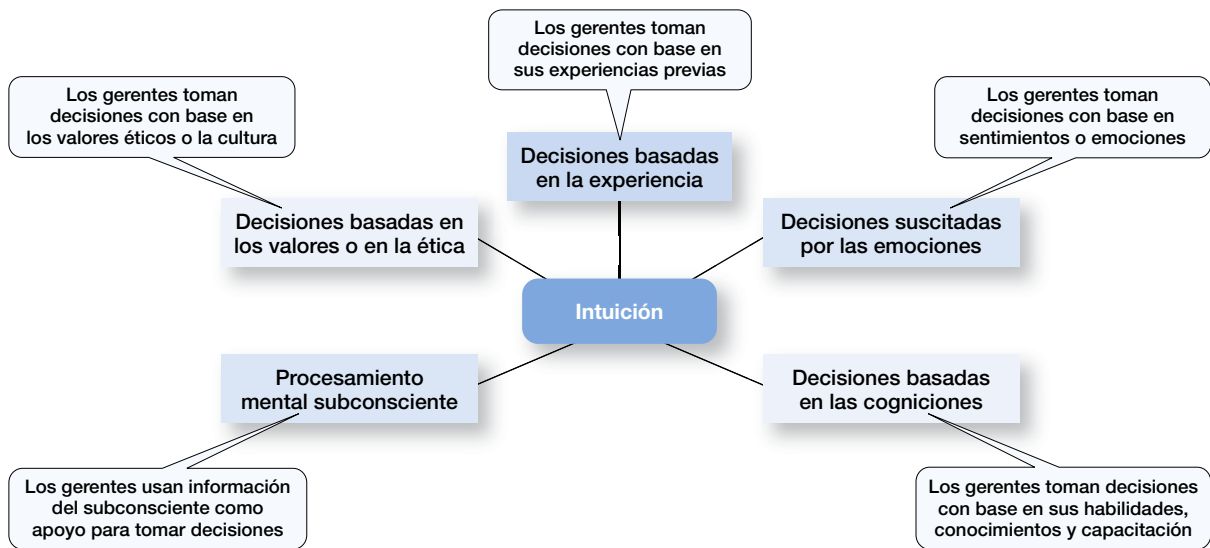 Los gerentes toman
decisiones con base en
sus experiencias previas
Los gerentes toman
decisiones con base en
los valores éticos o la cultura
Los gerentes toman
decisiones con base en
sentimientos o emociones
Decisiones basadas
en la experiencia
Decisiones basadas en
los valores o en la ética
Decisiones suscitadas
por las emociones
Intuición
Procesamiento
mental subconsciente
Decisiones basadas
en las cogniciones
Los gerentes usan información
del subconsciente como
apoyo para tomar decisiones
Los gerentes toman decisiones
con base en sus habilidades,
conocimientos y capacitación